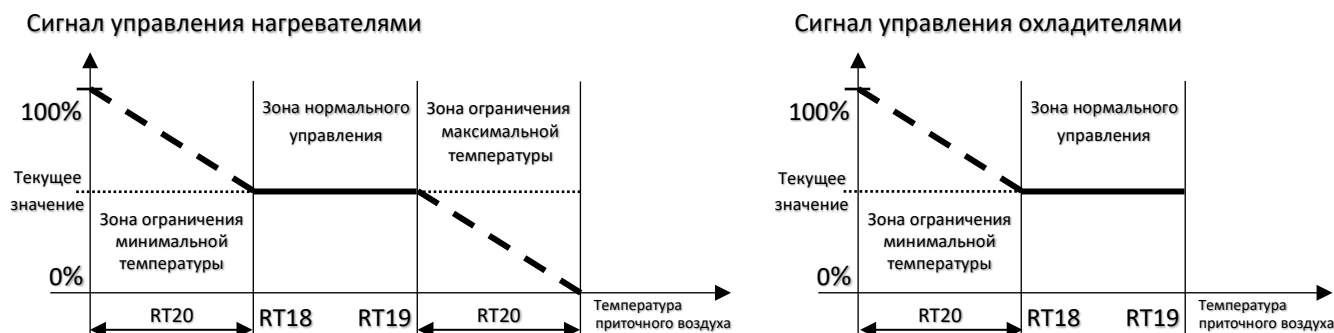 Сигнал управления нагревателями
100%
Зона нормального
управления
Зона ограничения
максимальной
температуры
Текущее
значение
Зона ограничения
минимальной
температуры
0%
RT20
RT18
RT19
RT20
Температура
приточного воздуха
Сигнал управления охладителями
100%
Зона нормального
управления
Текущее
значение
Зона ограничения
минимальной
температуры
0%
RT20
RT18
RT19
Температура
приточного воздуха